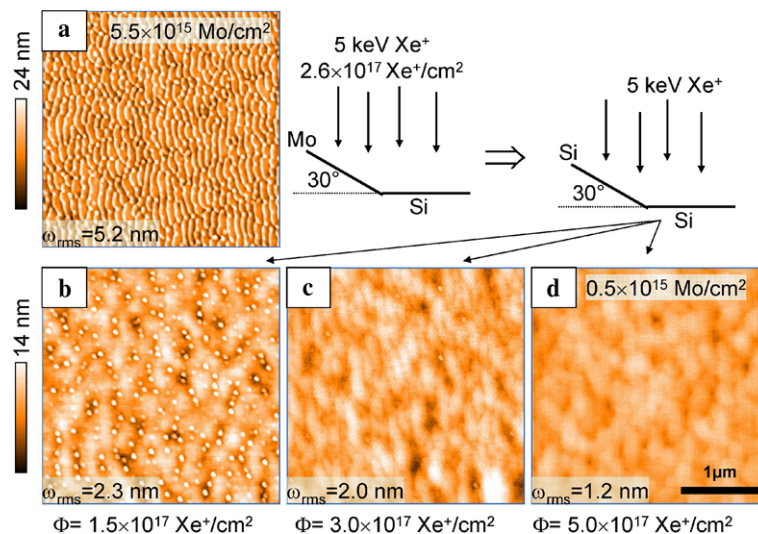 a
5.5×10¹⁵ Mo/cm²
24 nm
ω_rms=5.2 nm
5 keV Xe⁺
2.6×10¹⁷ Xe⁺/cm²
Mo
30°
Si
⇒
5 keV Xe⁺
Si
30°
Si
14 nm
b
ω_rms=2.3 nm
Φ= 1.5×10¹⁷ Xe⁺/cm²
c
ω_rms=2.0 nm
Φ= 3.0×10¹⁷ Xe⁺/cm²
d
0.5×10¹⁵ Mo/cm²
1µm
ω_rms=1.2 nm
Φ= 5.0×10¹⁷ Xe⁺/cm²